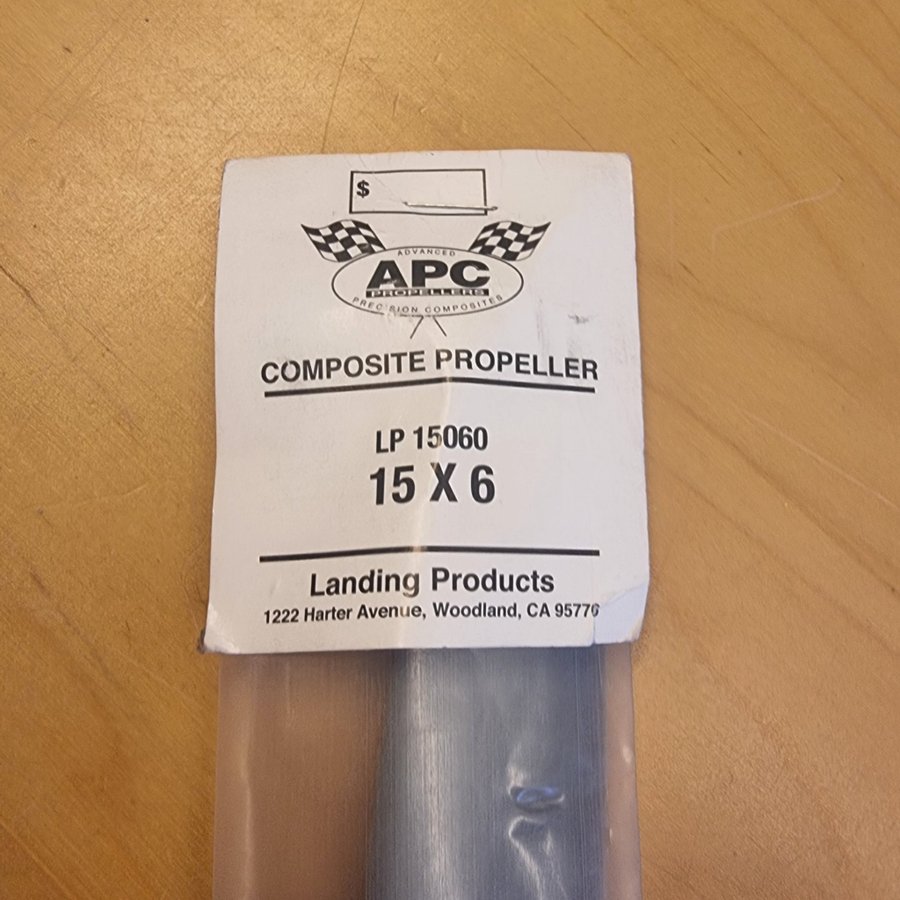 $
ADVANCED
APC
PROPELLERS
PRECISION COMPOSITES
COMPOSITE PROPELLER
LP 15060
15 X 6
Landing Products
1222 Harter Avenue, Woodland, CA 95776